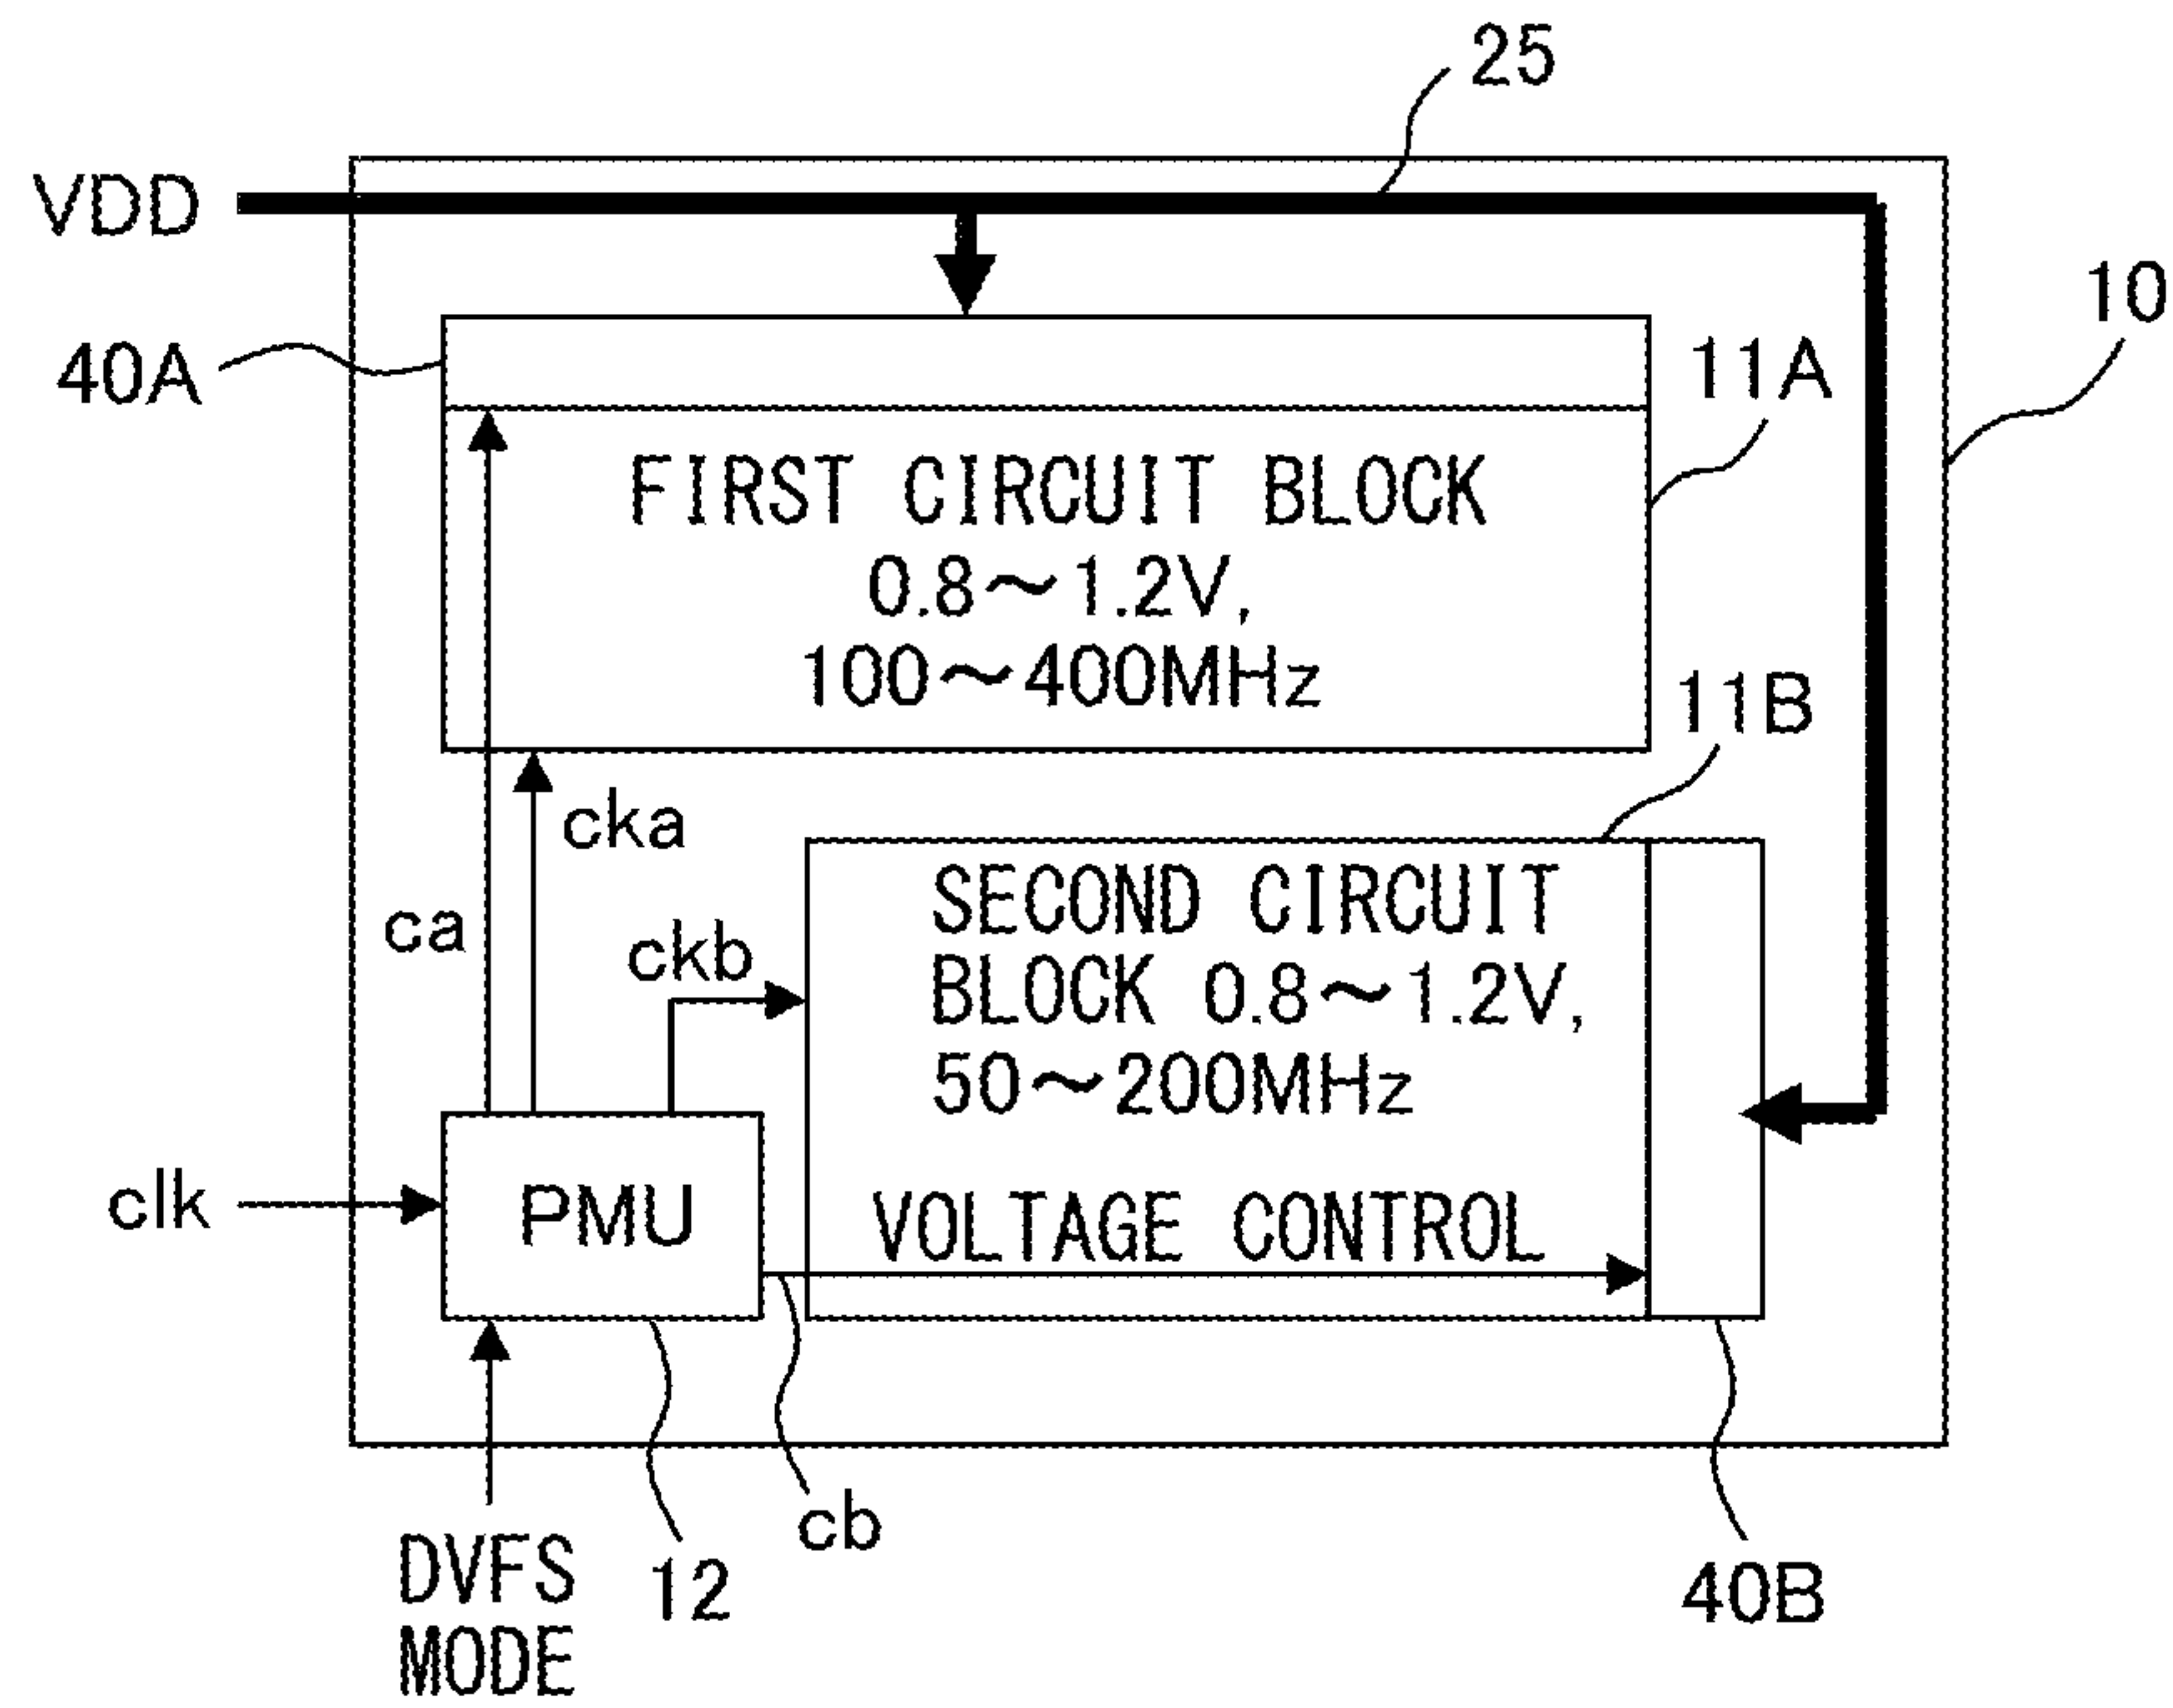 25
VDD
10
40A
11A
FIRST CIRCUIT BLOCK
0.8~1.2V,
100~400MHz
11B
cka
ca
ckb
SECOND CIRCUIT
BLOCK 0.8~1.2V,
50~200MHz
clk
PMU
VOLTAGE CONTROL
cb
DVFS
MODE
12
40B